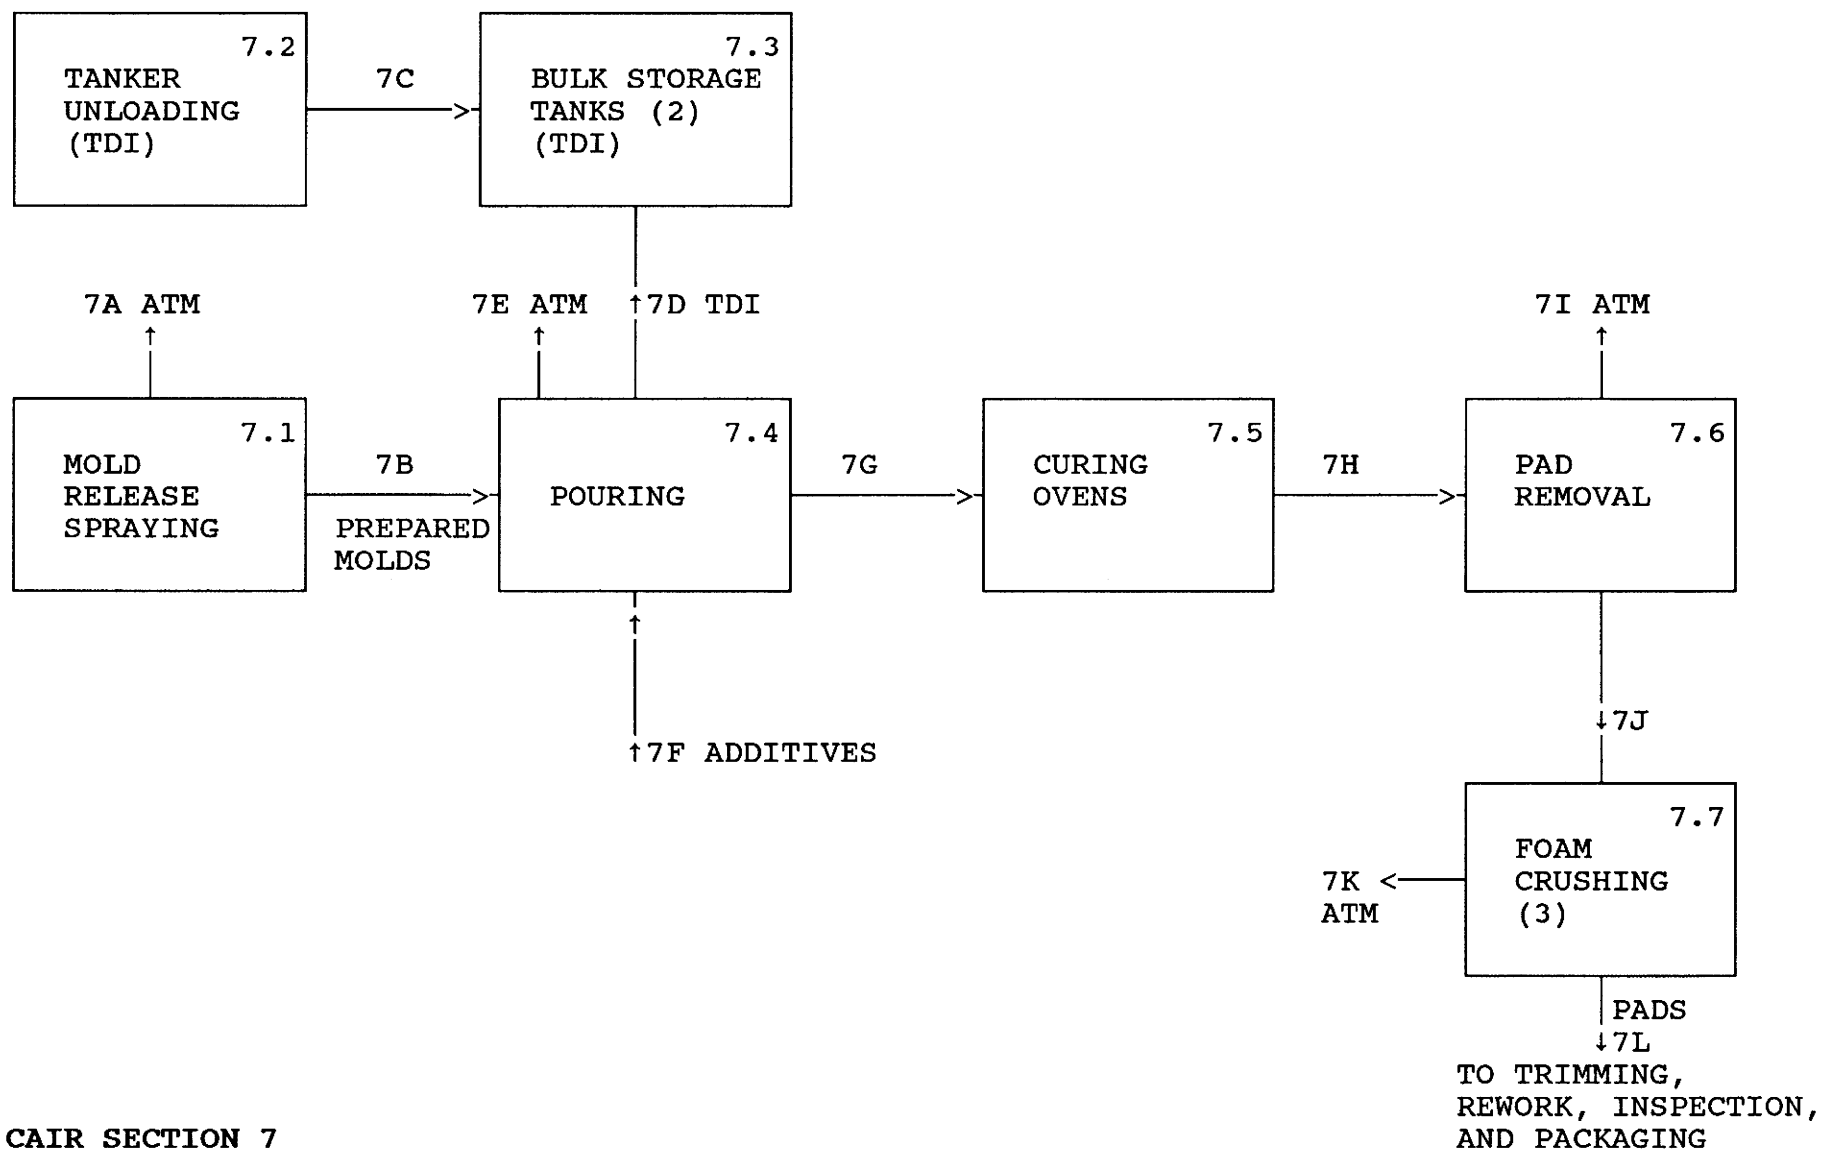 7.2
TANKER
UNLOADING
(TDI)
7C
7.3
BULK STORAGE
TANKS (2)
(TDI)
7A ATM
↑
7E ATM
↑
↑7D TDI
7I ATM
↑
7.1
MOLD
RELEASE
SPRAYING
7B
>
PREPARED
MOLDS
7.4
POURING
7G
>
7.5
CURING
OVENS
7H
>
7.6
PAD
REMOVAL
↑
↑7F ADDITIVES
↓7J
7.7
FOAM
CRUSHING
(3)
7K <
ATM
PADS
↓7L
TO TRIMMING,
REWORK, INSPECTION,
AND PACKAGING
CAIR SECTION 7